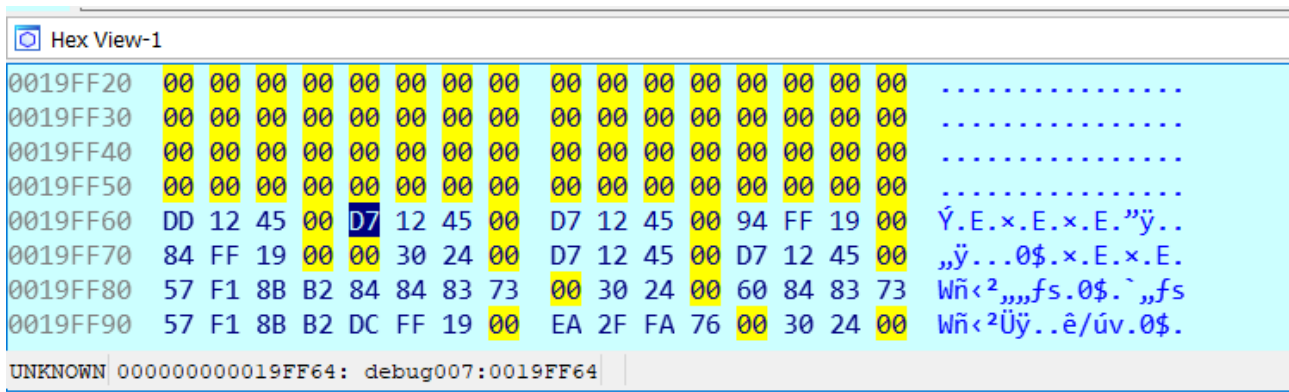 Hex View-1
0019FF20 00 00 00 00 00 00 00 00 00 00 00 00 00 00 00 00 ................
0019FF30 00 00 00 00 00 00 00 00 00 00 00 00 00 00 00 00 ................
0019FF40 00 00 00 00 00 00 00 00 00 00 00 00 00 00 00 00 ................
0019FF50 00 00 00 00 00 00 00 00 00 00 00 00 00 00 00 00 ................
0019FF60 DD 12 45 00 D7 12 45 00 D7 12 45 00 94 FF 19 00 Ý.E.×.E.×.E.”ÿ..
0019FF70 84 FF 19 00 00 30 24 00 D7 12 45 00 D7 12 45 00 „ÿ...0$.×.E.×.E.
0019FF80 57 F1 8B B2 84 84 83 73 00 30 24 00 60 84 83 73 Wñ‹²„„ƒs.0$.`„ƒs
0019FF90 57 F1 8B B2 DC FF 19 00 EA 2F FA 76 00 30 24 00 Wñ‹²Üÿ..ê/úv.0$.
UNKNOWN 000000000019FF64: debug007:0019FF64